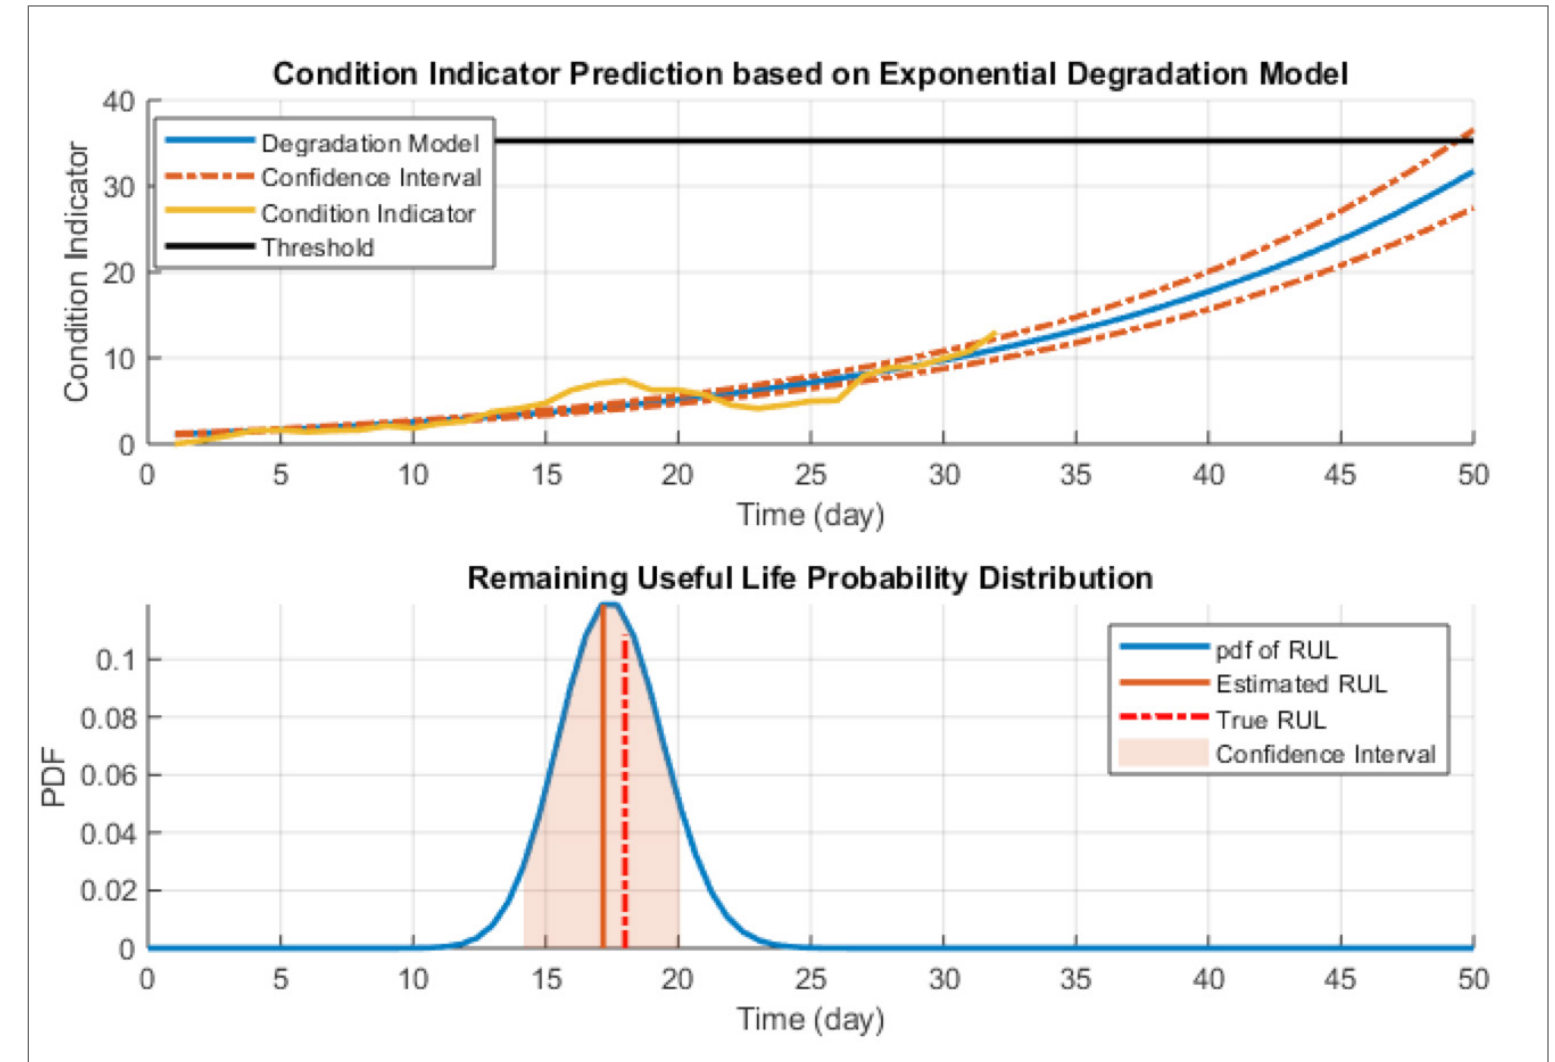 Condition Indicator Prediction based on Exponential Degradation Model
40
30
20
10
0
Condition Indicator
Degradation Model
Confidence Interval
Condition Indicator
Threshold
0 5 10 15 20 25 30 35 40 45 50
Time (day)
Remaining Useful Life Probability Distribution
0.1
0.08
0.06
0.04
0.02
0
PDF
pdf of RUL
Estimated RUL
True RUL
Confidence Interval
0 5 10 15 20 25 30 35 40 45 50
Time (day)